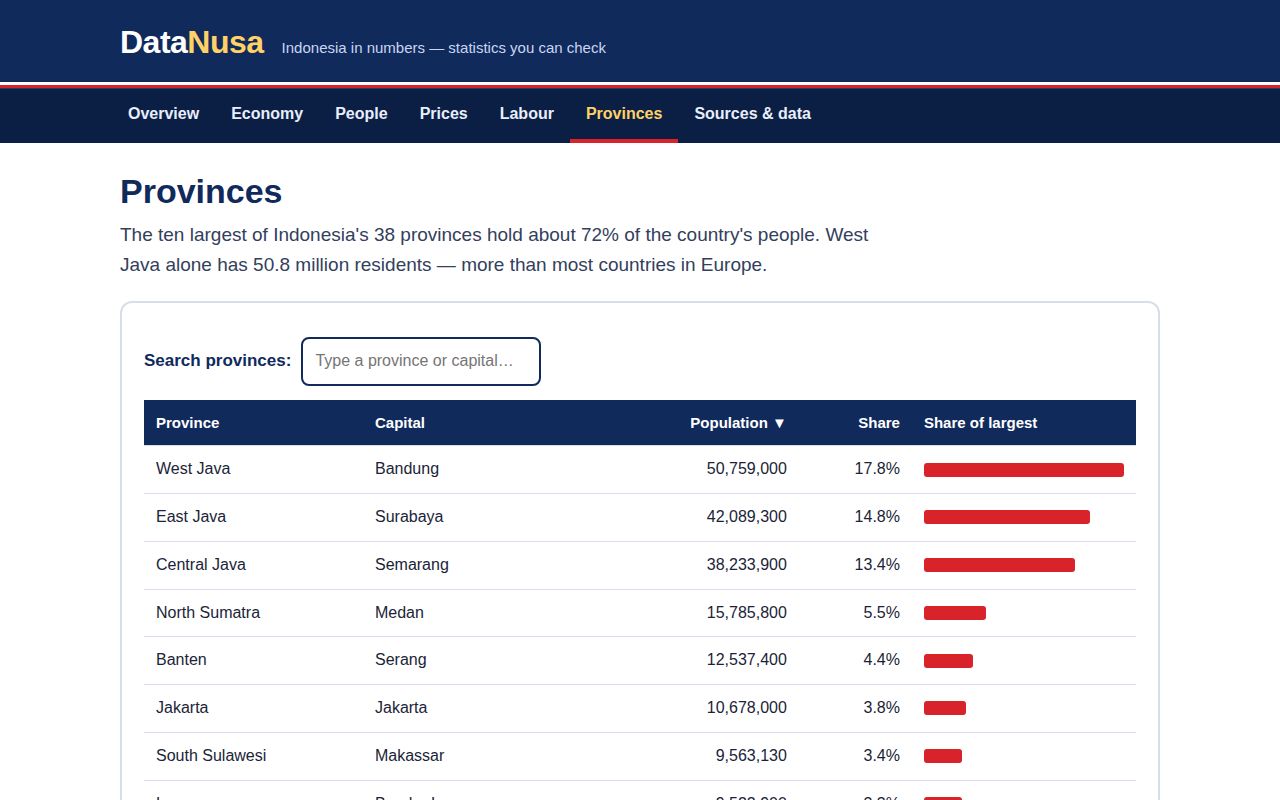 DataNusa Indonesia in numbers — statistics you can check
Overview Economy People Prices Labour Provinces Sources & data
Provinces
The ten largest of Indonesia's 38 provinces hold about 72% of the country's people. West
Java alone has 50.8 million residents — more than most countries in Europe.
Search provinces: Type a province or capital…
Province Capital Population ▼ Share Share of largest
West Java Bandung 50,759,000 17.8%
East Java Surabaya 42,089,300 14.8%
Central Java Semarang 38,233,900 13.4%
North Sumatra Medan 15,785,800 5.5%
Banten Serang 12,537,400 4.4%
Jakarta Jakarta 10,678,000 3.8%
South Sulawesi Makassar 9,563,130 3.4%